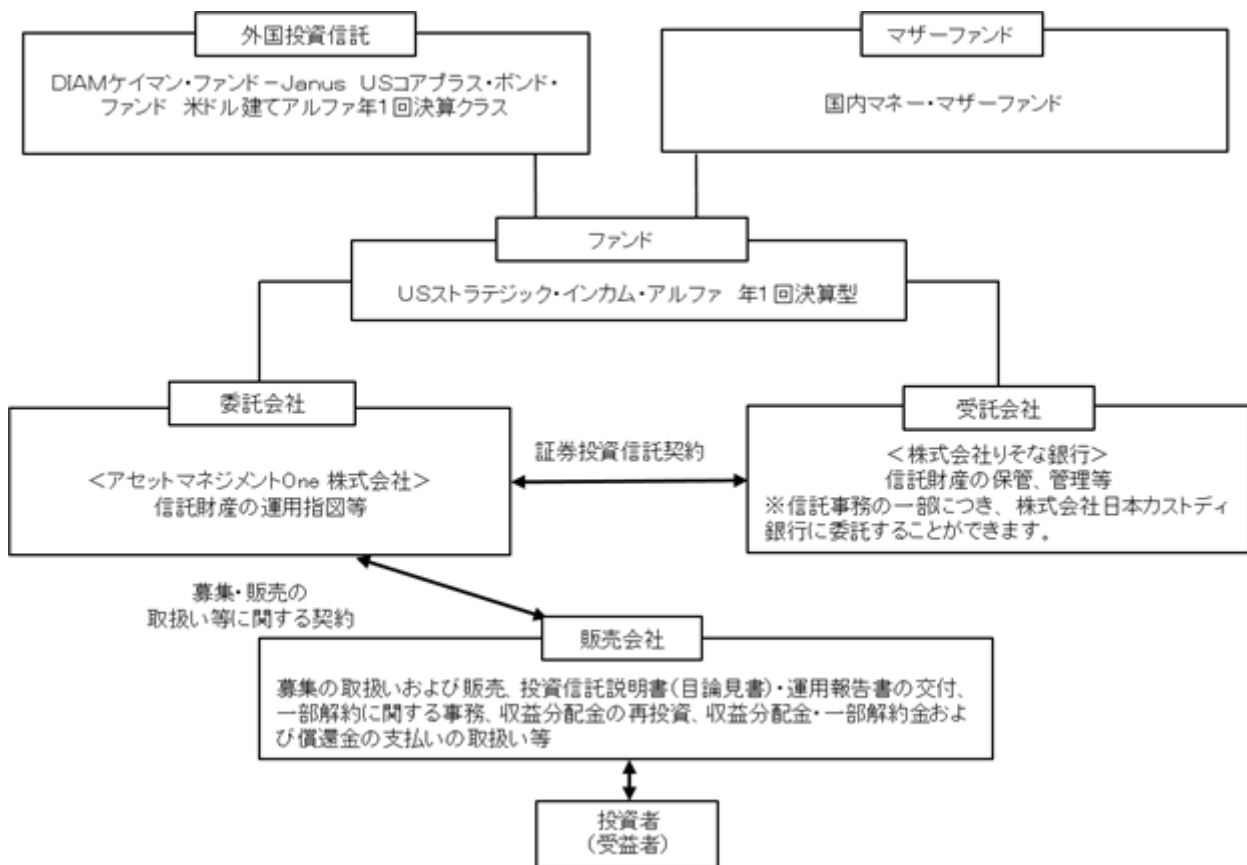 外国投資信託
DIAMケイマン・ファンド－Janus USコアプラス・ボンド・
ファンド 米ドル建てアルファ年1回決算クラス
マザーファンド
国内マネー・マザーファンド
ファンド
USストラテジック・インカム・アルファ 年1回決算型
委託会社
＜アセットマネジメントOne 株式会社＞
信託財産の運用指図等
証券投資信託契約
受託会社
＜株式会社りそな銀行＞
信託財産の保管、管理等
※信託事務の一部につき、株式会社日本カストディ
銀行に委託することができます。
募集・販売の
取扱い等に関する契約
販売会社
募集の取扱いおよび販売、投資信託説明書(目論見書)・運用報告書の交付、
一部解約に関する事務、収益分配金の再投資、収益分配金・一部解約金およ
び償還金の支払いの取扱い等
投資者
(受益者)